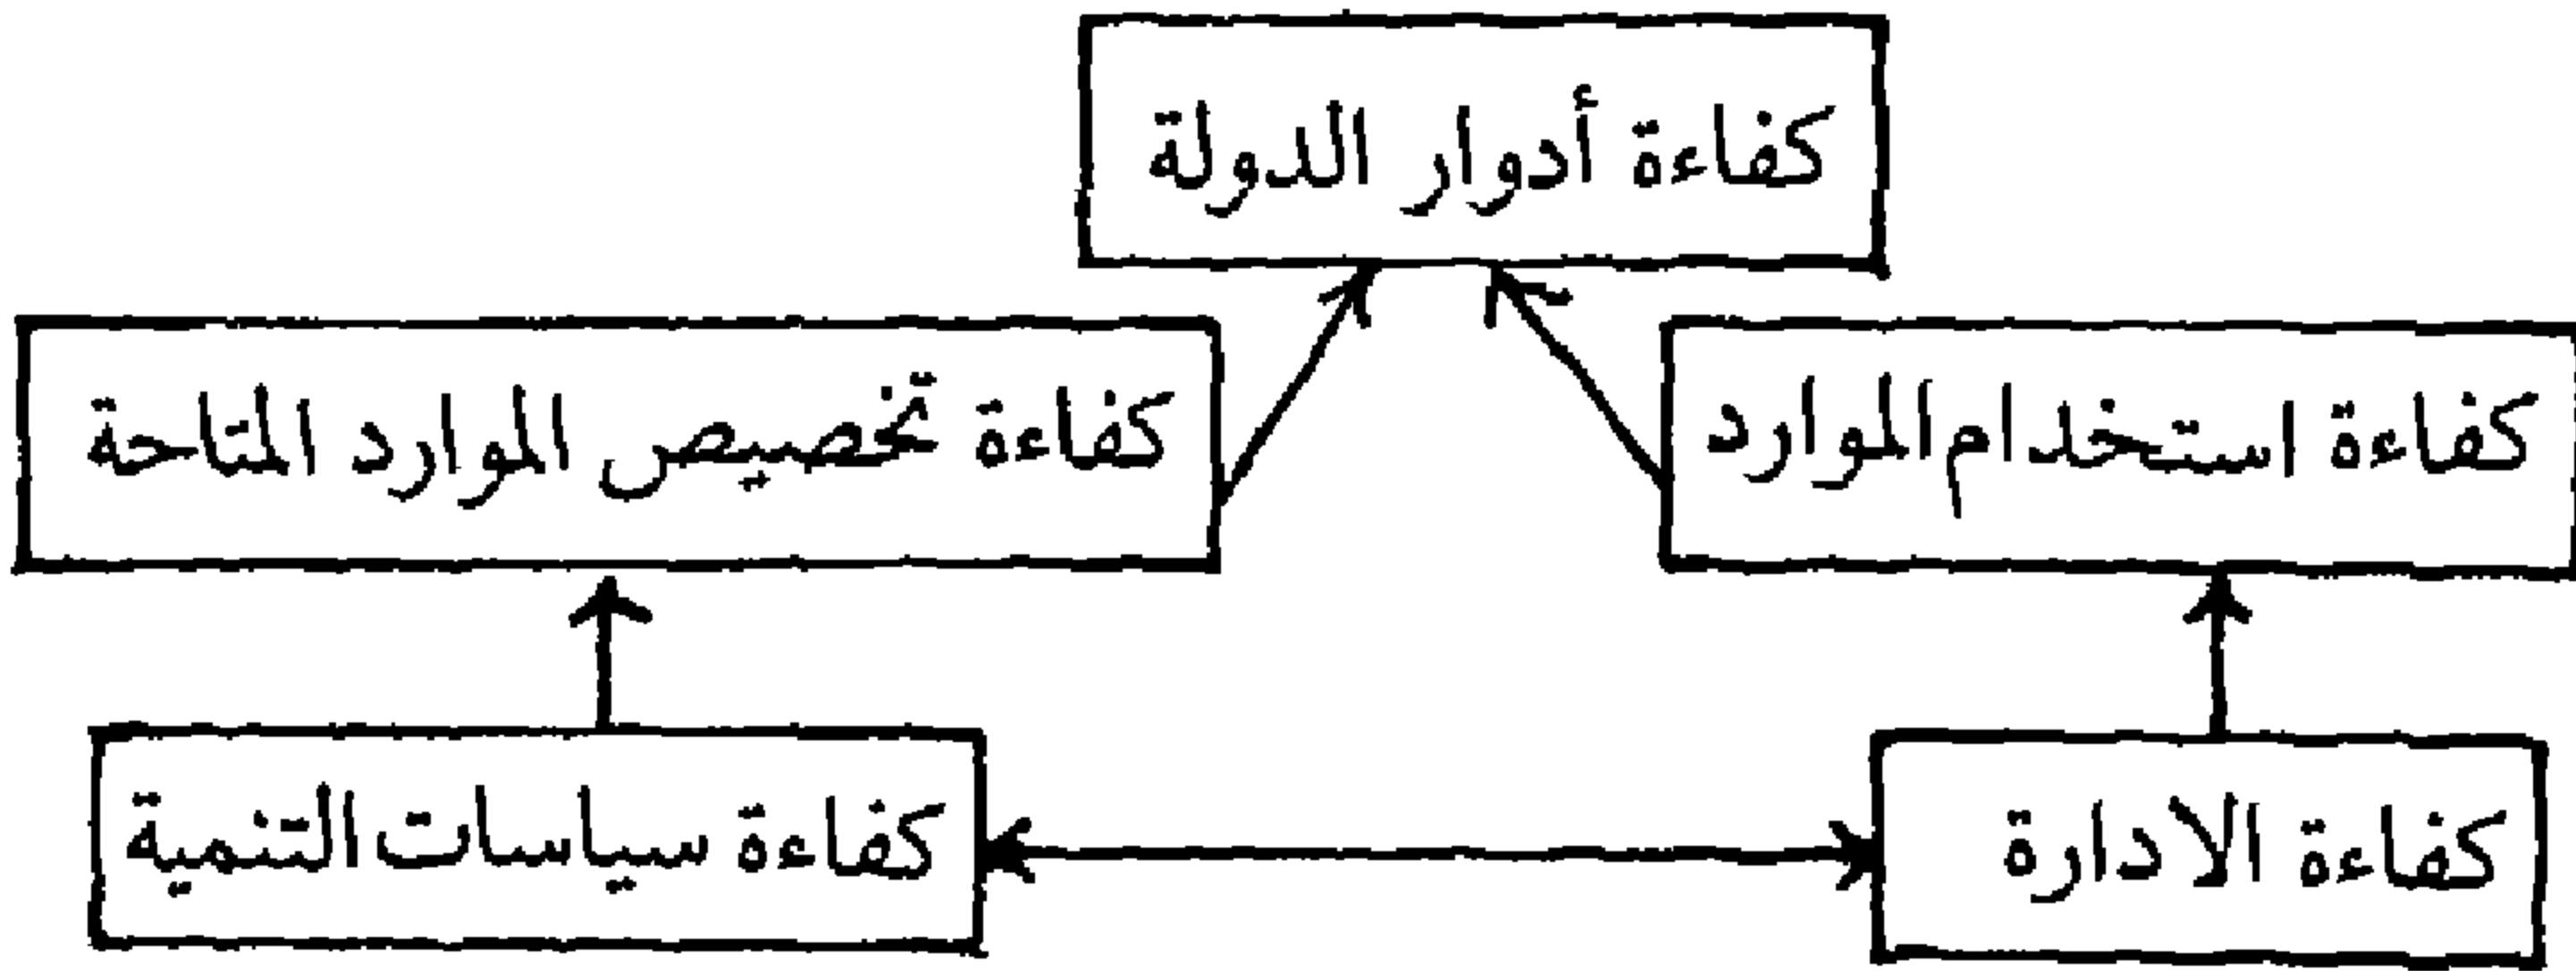 كفاءة أدوار الدولة
كفاءة استخدام الموارد
كفاءة تخصيص الموارد المتاحة
كفاءة الادارة
كفاءة سياسات التنمية